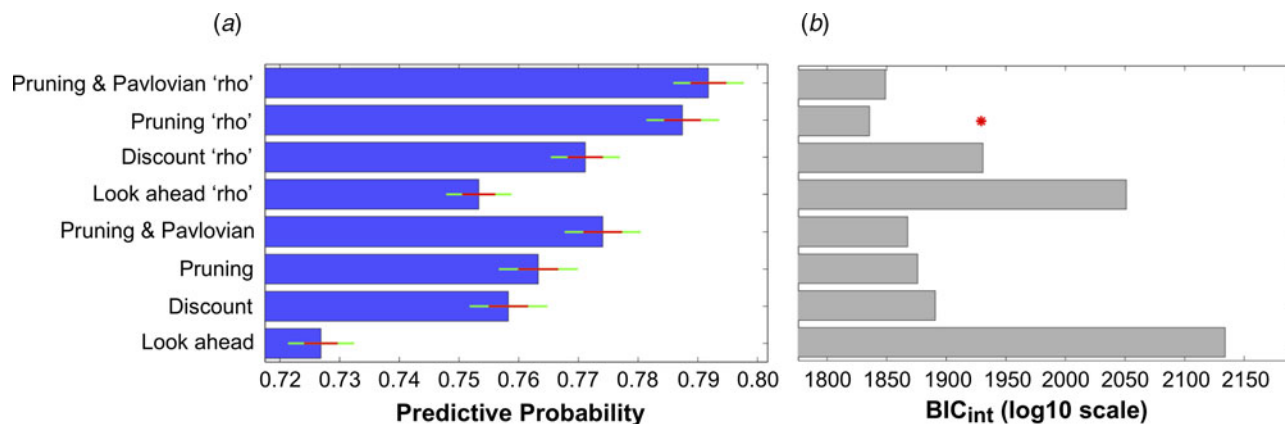 (a)
Pruning & Pavlovian ‘rho’
Pruning ‘rho’
Discount ‘rho’
Look ahead ‘rho’
Pruning & Pavlovian
Pruning
Discount
Look ahead
0.72 0.73 0.74 0.75 0.76 0.77 0.78 0.79 0.80
Predictive Probability
(b)
*
1800 1850 1900 1950 2000 2050 2100 2150
BICint (log10 scale)